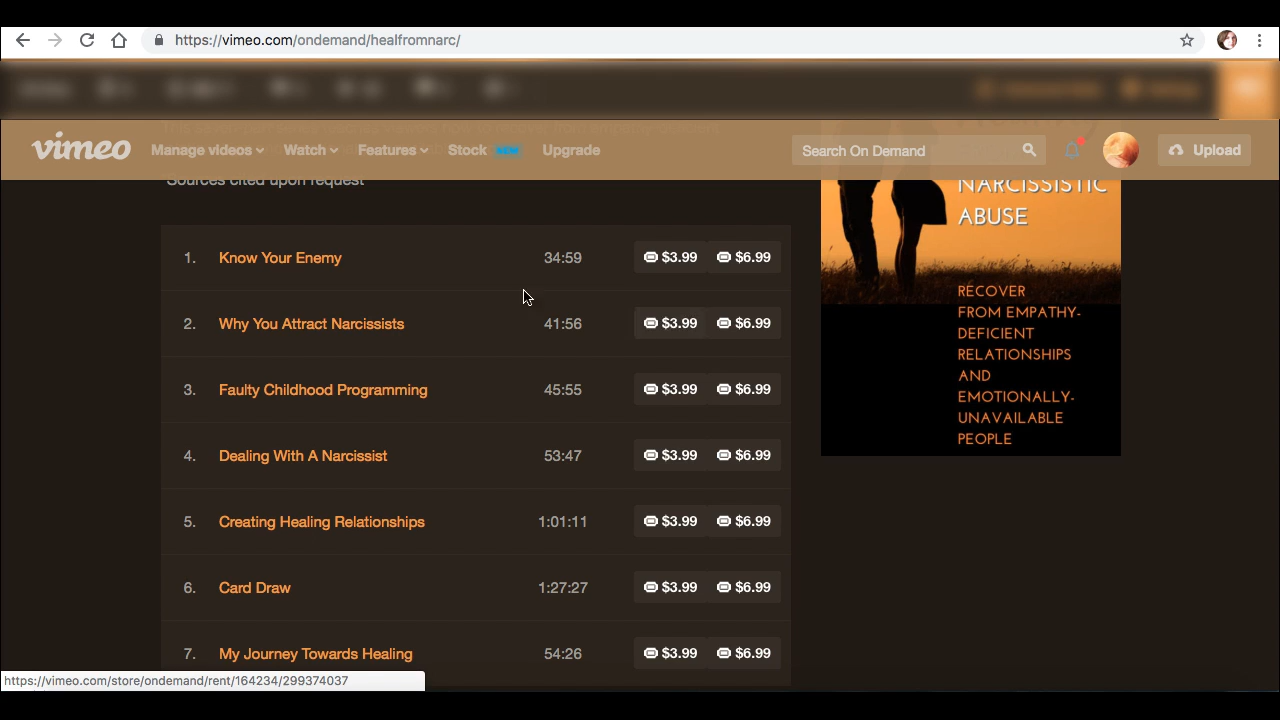 https://vimeo.com/ondemand/healfromnarc/
vimeo Manage videos Watch Features Stock NEW Upgrade Search On Demand Upload
Sources cited upon request
NARCISSISTIC
ABUSE
1. Know Your Enemy 34:59 $3.99 $6.99
2. Why You Attract Narcissists 41:56 $3.99 $6.99
3. Faulty Childhood Programming 45:55 $3.99 $6.99
4. Dealing With A Narcissist 53:47 $3.99 $6.99
5. Creating Healing Relationships 1:01:11 $3.99 $6.99
6. Card Draw 1:27:27 $3.99 $6.99
7. My Journey Towards Healing 54:26 $3.99 $6.99
RECOVER
FROM EMPATHY-
DEFICIENT
RELATIONSHIPS
AND
EMOTIONALLY-
UNAVAILABLE
PEOPLE
https://vimeo.com/store/ondemand/rent/164234/299374037